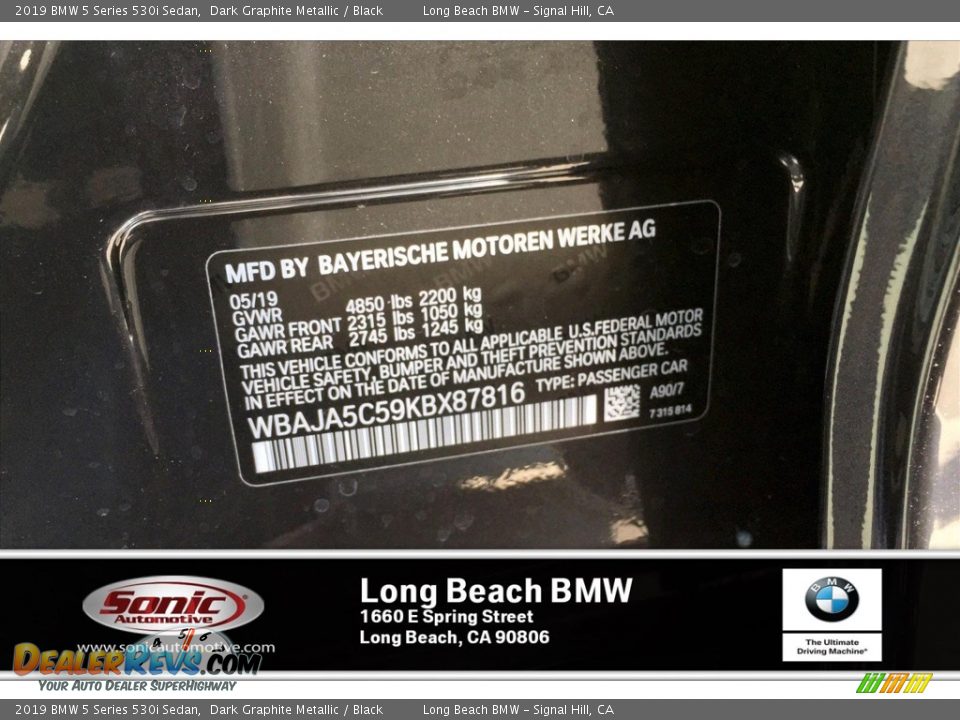 2019 BMW 5 Series 530i Sedan, Dark Graphite Metallic / Black Long Beach BMW - Signal Hill, CA
MFD BY BAYERISCHE MOTOREN WERKE AG
05/19
GVWR 4850 lbs 2200 kg
GAWR FRONT 2315 lbs 1050 kg
GAWR REAR 2745 lbs 1245 kg
THIS VEHICLE CONFORMS TO ALL APPLICABLE U.S.FEDERAL MOTOR
VEHICLE SAFETY, BUMPER AND THEFT PREVENTION STANDARDS
IN EFFECT ON THE DATE OF MANUFACTURE SHOWN ABOVE.
WBAJA5C59KBX87816 TYPE: PASSENGER CAR
A90/7
7 315 814
Sonic
Automotive
www.sonicautomotive.com
Long Beach BMW
1660 E Spring Street
Long Beach, CA 90806
BMW
The Ultimate
Driving Machine®
DealerRevs.com
Your Auto Dealer SuperHighway
2019 BMW 5 Series 530i Sedan, Dark Graphite Metallic / Black Long Beach BMW - Signal Hill, CA